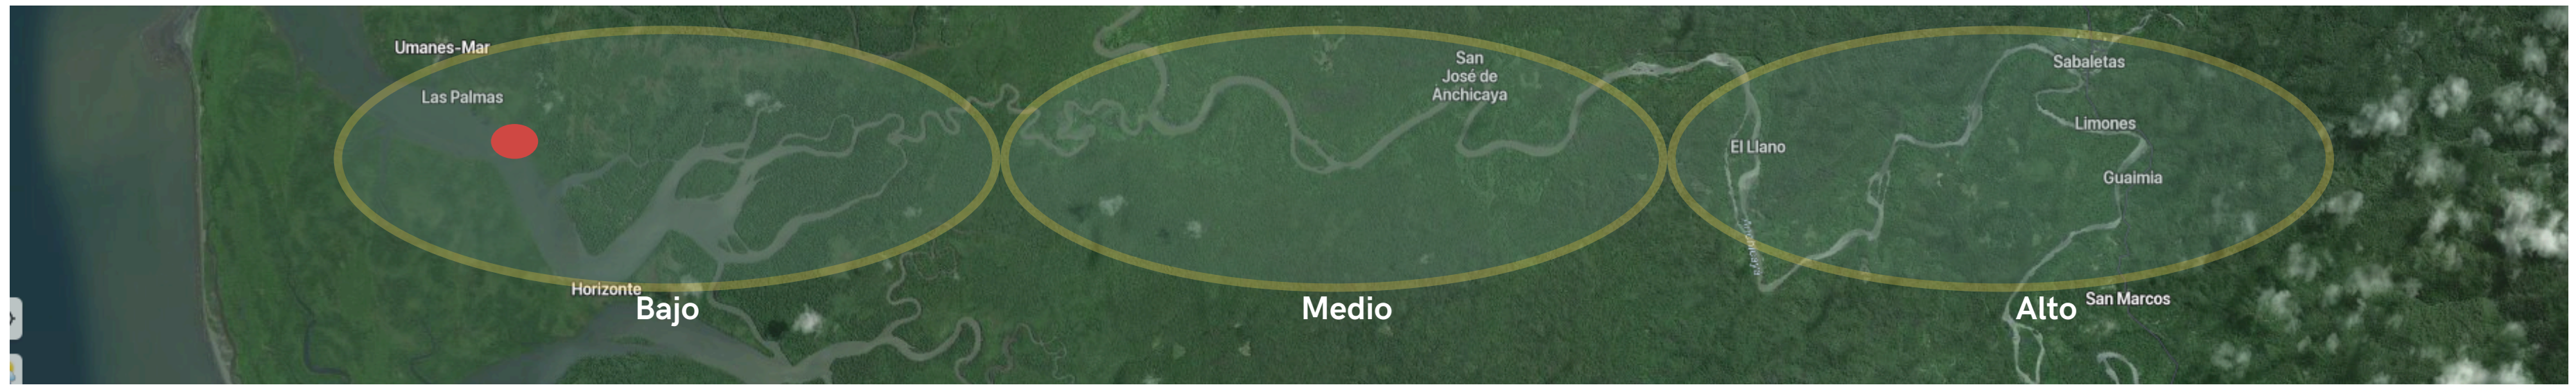 Umanes-Mar
Las Palmas
Horizonte
Bajo
San
José de
Anchicaya
Medio
El Llano
Sabaletas
Limones
Guaimia
San Marcos
Alto